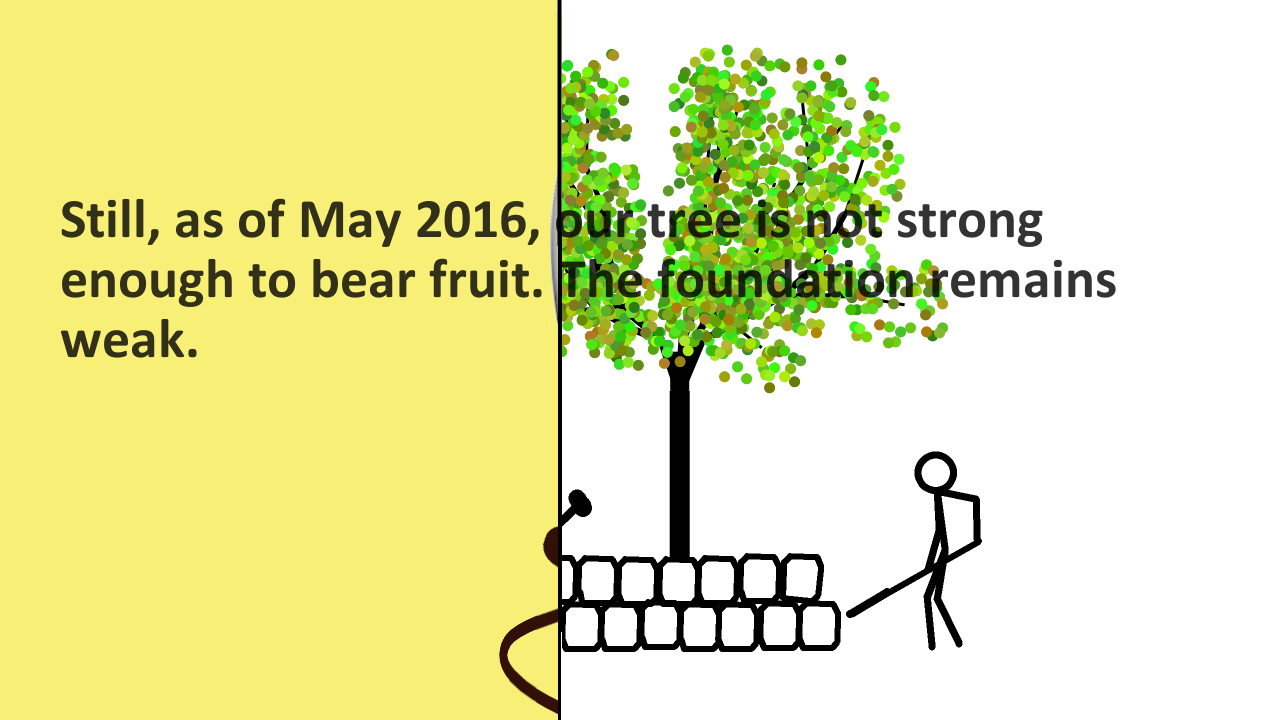 Still, as of May 2016, our tree is not strong
enough to bear fruit. The foundation remains
weak.